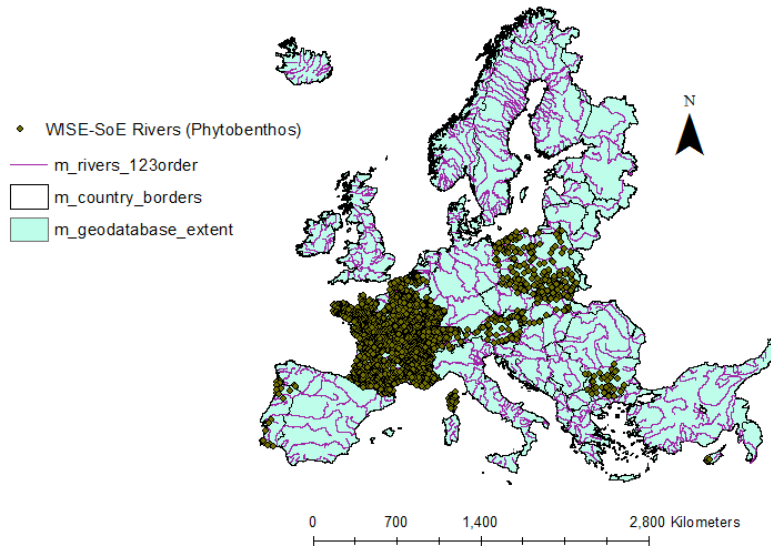 N
WISE-SoE Rivers (Phytobenthos)
m_rivers_123order
m_country_borders
m_geodatabase_extent
0 700 1,400 2,800 Kilometers